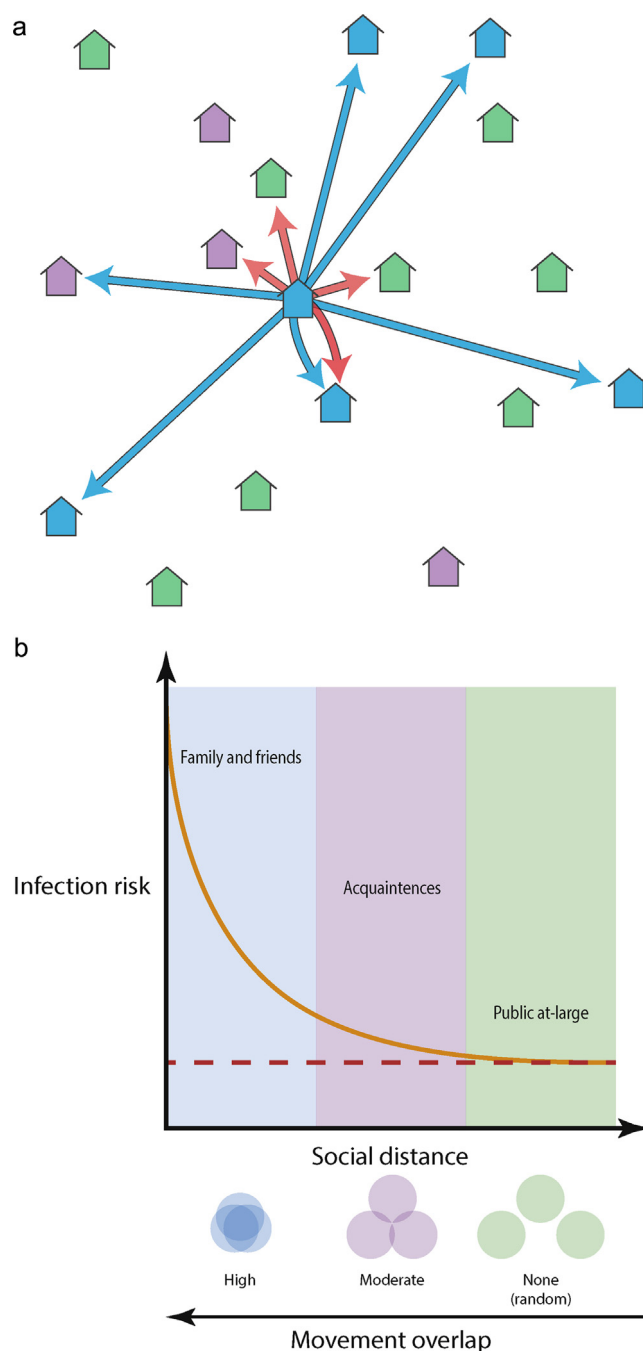 a
b
Family and friends
Infection risk
Acquaintences
Public at-large
Social distance
High
Moderate
None
(random)
Movement overlap